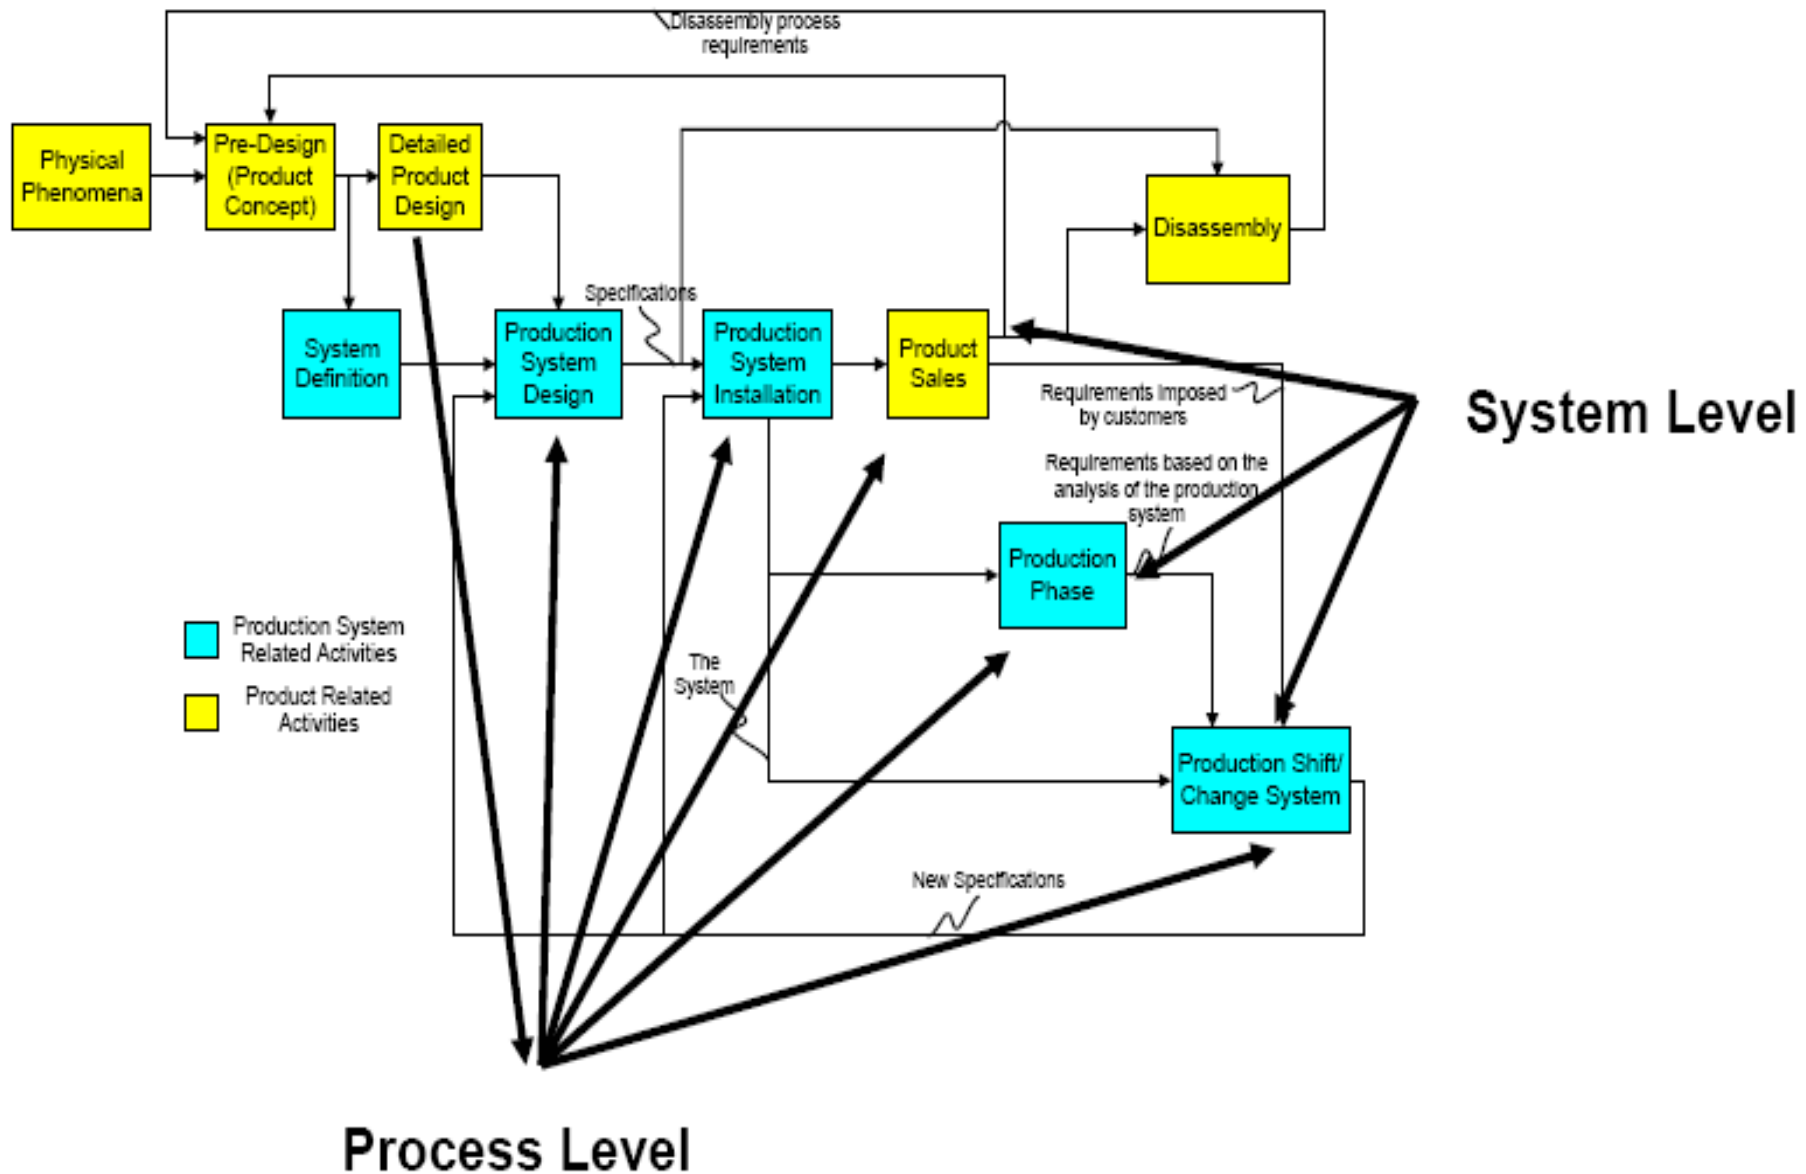 Disassembly process
requirements
Physical
Phenomena
Pre-Design
(Product
Concept)
Detailed
Product
Design
Disassembly
Specifications
System
Definition
Production
System
Design
Production
System
Installation
Product
Sales
Requirements imposed
by customers
System Level
Requirements based on the
analysis of the production
system
Production
Phase
Production System
Related Activities
Product Related
Activities
The
System
Production Shift/
Change System
New Specifications
Process Level